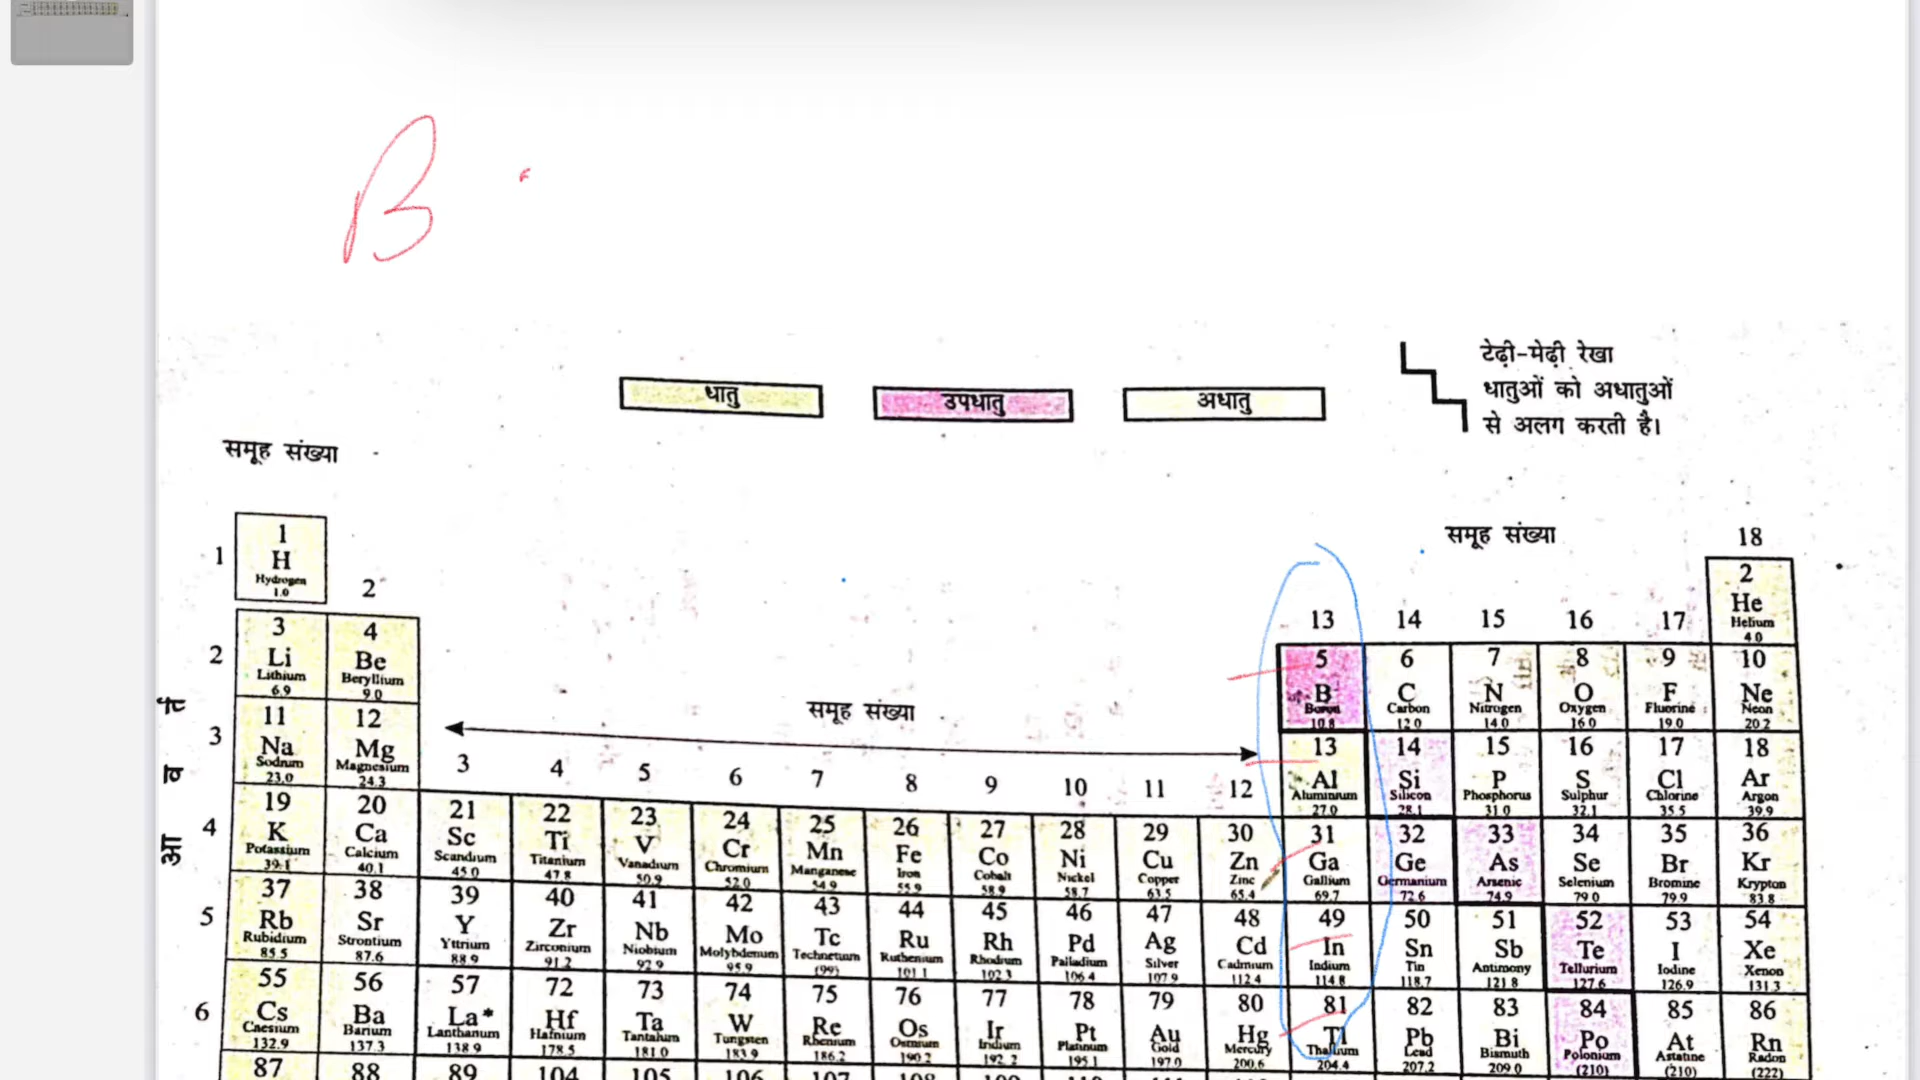 B
टेढ़ी-मेढ़ी रेखा
धातुओं को अधातुओं
से अलग करती है।
धातु उपधातु अधातु
समूह संख्या
समूह संख्या
18
1
1
H
Hydrogen
1.0
2
2
He
Helium
4.0
13 14 15 16 17
2
3 4 5 6 7 8 9 10
Li Be B C N O F Ne
Lithium Beryllium Boron Carbon Nitrogen Oxygen Fluorine Neon
6.9 9.0 10.8 12.0 14.0 16.0 19.0 20.2
समूह संख्या
आवर्त
3
11 12 13 14 15 16 17 18
Na Mg Al Si P S Cl Ar
Sodium Magnesium Aluminium Silicon Phosphorus Sulphur Chlorine Argon
23.0 24.3 27.0 28.1 31.0 32.1 35.5 39.9
3 4 5 6 7 8 9 10 11 12
4
19 20 21 22 23 24 25 26 27 28 29 30 31 32 33 34 35 36
K Ca Sc Ti V Cr Mn Fe Co Ni Cu Zn Ga Ge As Se Br Kr
Potassium Calcium Scandium Titanium Vanadium Chromium Manganese Iron Cobalt Nickel Copper Zinc Gallium Germanium Arsenic Selenium Bromine Krypton
39.1 40.1 45.0 47.8 50.9 52.0 54.9 55.9 58.9 58.7 63.5 65.4 69.7 72.6 74.9 79.0 79.9 83.8
5
37 38 39 40 41 42 43 44 45 46 47 48 49 50 51 52 53 54
Rb Sr Y Zr Nb Mo Tc Ru Rh Pd Ag Cd In Sn Sb Te I Xe
Rubidium Strontium Yttrium Zirconium Niobium Molybdenum Technetium Ruthenium Rhodium Palladium Silver Cadmium Indium Tin Antimony Tellurium Iodine Xenon
85.5 87.6 88.9 91.2 92.9 95.9 (99) 101.1 102.3 106.4 107.9 112.4 114.8 118.7 121.8 127.6 126.9 131.3
6
55 56 57 72 73 74 75 76 77 78 79 80 81 82 83 84 85 86
Cs Ba La* Hf Ta W Re Os Ir Pt Au Hg Tl Pb Bi Po At Rn
Caesium Barium Lanthanum Hafnium Tantalum Tungsten Rhenium Osmium Iridium Platinum Gold Mercury Thallium Lead Bismuth Polonium Astatine Radon
132.9 137.3 138.9 178.5 181.0 183.9 186.2 190.2 192.2 195.1 197.0 200.6 204.4 207.2 209.0 (210) (210) (222)
87 88 89 104 105 106 107 108 109